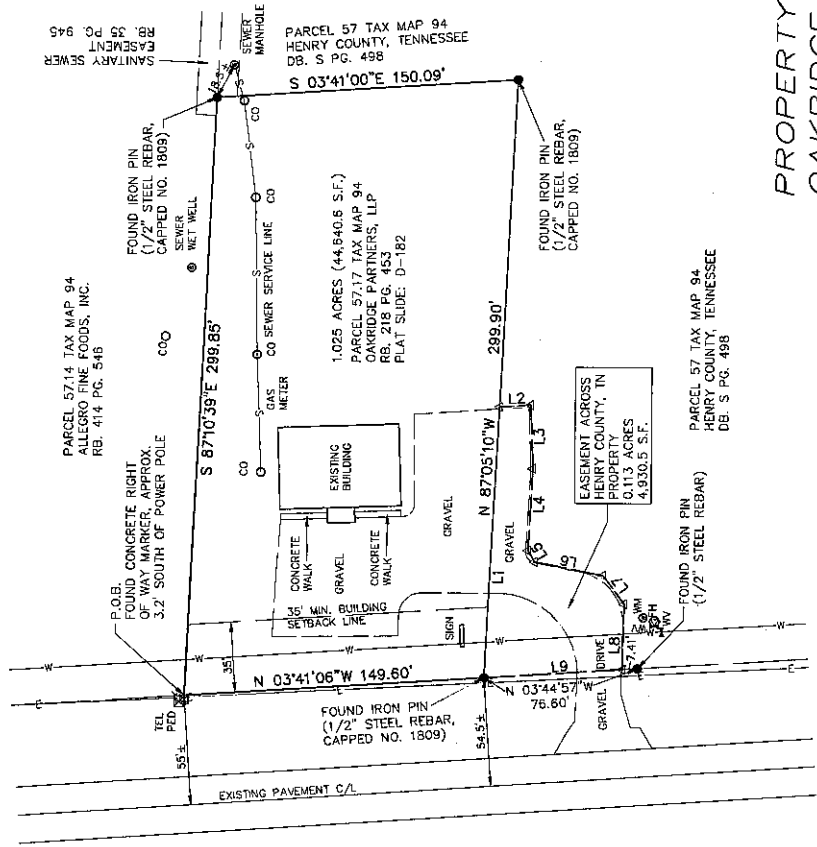 SANITARY SEWER
EASEMENT
RB. 35 PG. 945
SEWER
MANHOLE
PARCEL 57 TAX MAP 94
HENRY COUNTY, TENNESSEE
DB. S PG. 498
FOUND IRON PIN
(1/2" STEEL REBAR,
CAPPED NO. 1809)
SEWER
WET WELL
S 03°41'00"E 150.09'
PARCEL 57.14 TAX MAP 94
ALLEGRO FINE FOODS, INC.
RB. 414 PG. 546
CO
S 87°10'39"E 299.85'
CO
CO
CO SEWER SERVICE LINE
GAS
METER
CO
S
S
S
S
1.025 ACRES (44,640.6 S.F.)
PARCEL 57.17 TAX MAP 94
OAKRIDGE PARTNERS, LLP
RB. 218 PG. 453
PLAT SLIDE: D-182
FOUND IRON PIN
(1/2" STEEL REBAR,
CAPPED NO. 1809)
PROPERTY
OAKRIDGE
P.O.B.
FOUND CONCRETE RIGHT
OF WAY MARKER, APPROX.
3.2' SOUTH OF POWER POLE
EXISTING
BUILDING
CONCRETE
WALK
GRAVEL
CONCRETE
WALK
GRAVEL
N 87°05'10"W
299.90'
L1
L2
L3
L4
L5
L6
L7
L8
L9
GRAVEL
35' MIN. BUILDING
SETBACK LINE
35'
SIGN
EASEMENT ACROSS
HENRY COUNTY, TN
PROPERTY
0.113 ACRES
4,930.5 S.F.
PARCEL 57 TAX MAP 94
HENRY COUNTY, TENNESSEE
DB. S PG. 498
FOUND IRON PIN
(1/2" STEEL REBAR)
WM
FH
WV
7.41'
W
W
W
W
E
E
E
TEL
PED
N 03°41'06"W 149.60'
FOUND IRON PIN
(1/2" STEEL REBAR,
CAPPED NO. 1809)
N 03°44'57"W
76.60'
GRAVEL DRIVE
55'±
54.5'±
EXISTING PAVEMENT C/L